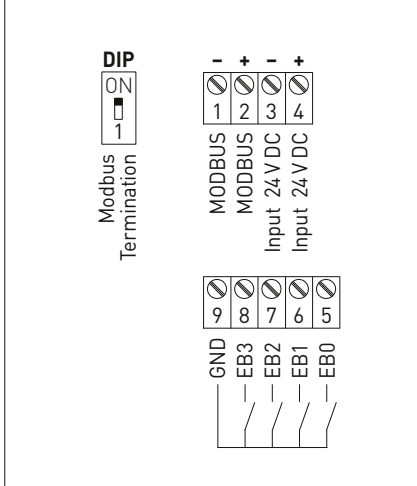 DIP
ON
1
Modbus
Termination
– + – +
1 2 3 4
MODBUS
MODBUS
Input 24 V DC
Input 24 V DC
9 8 7 6 5
GND
EB3
EB2
EB1
EB0